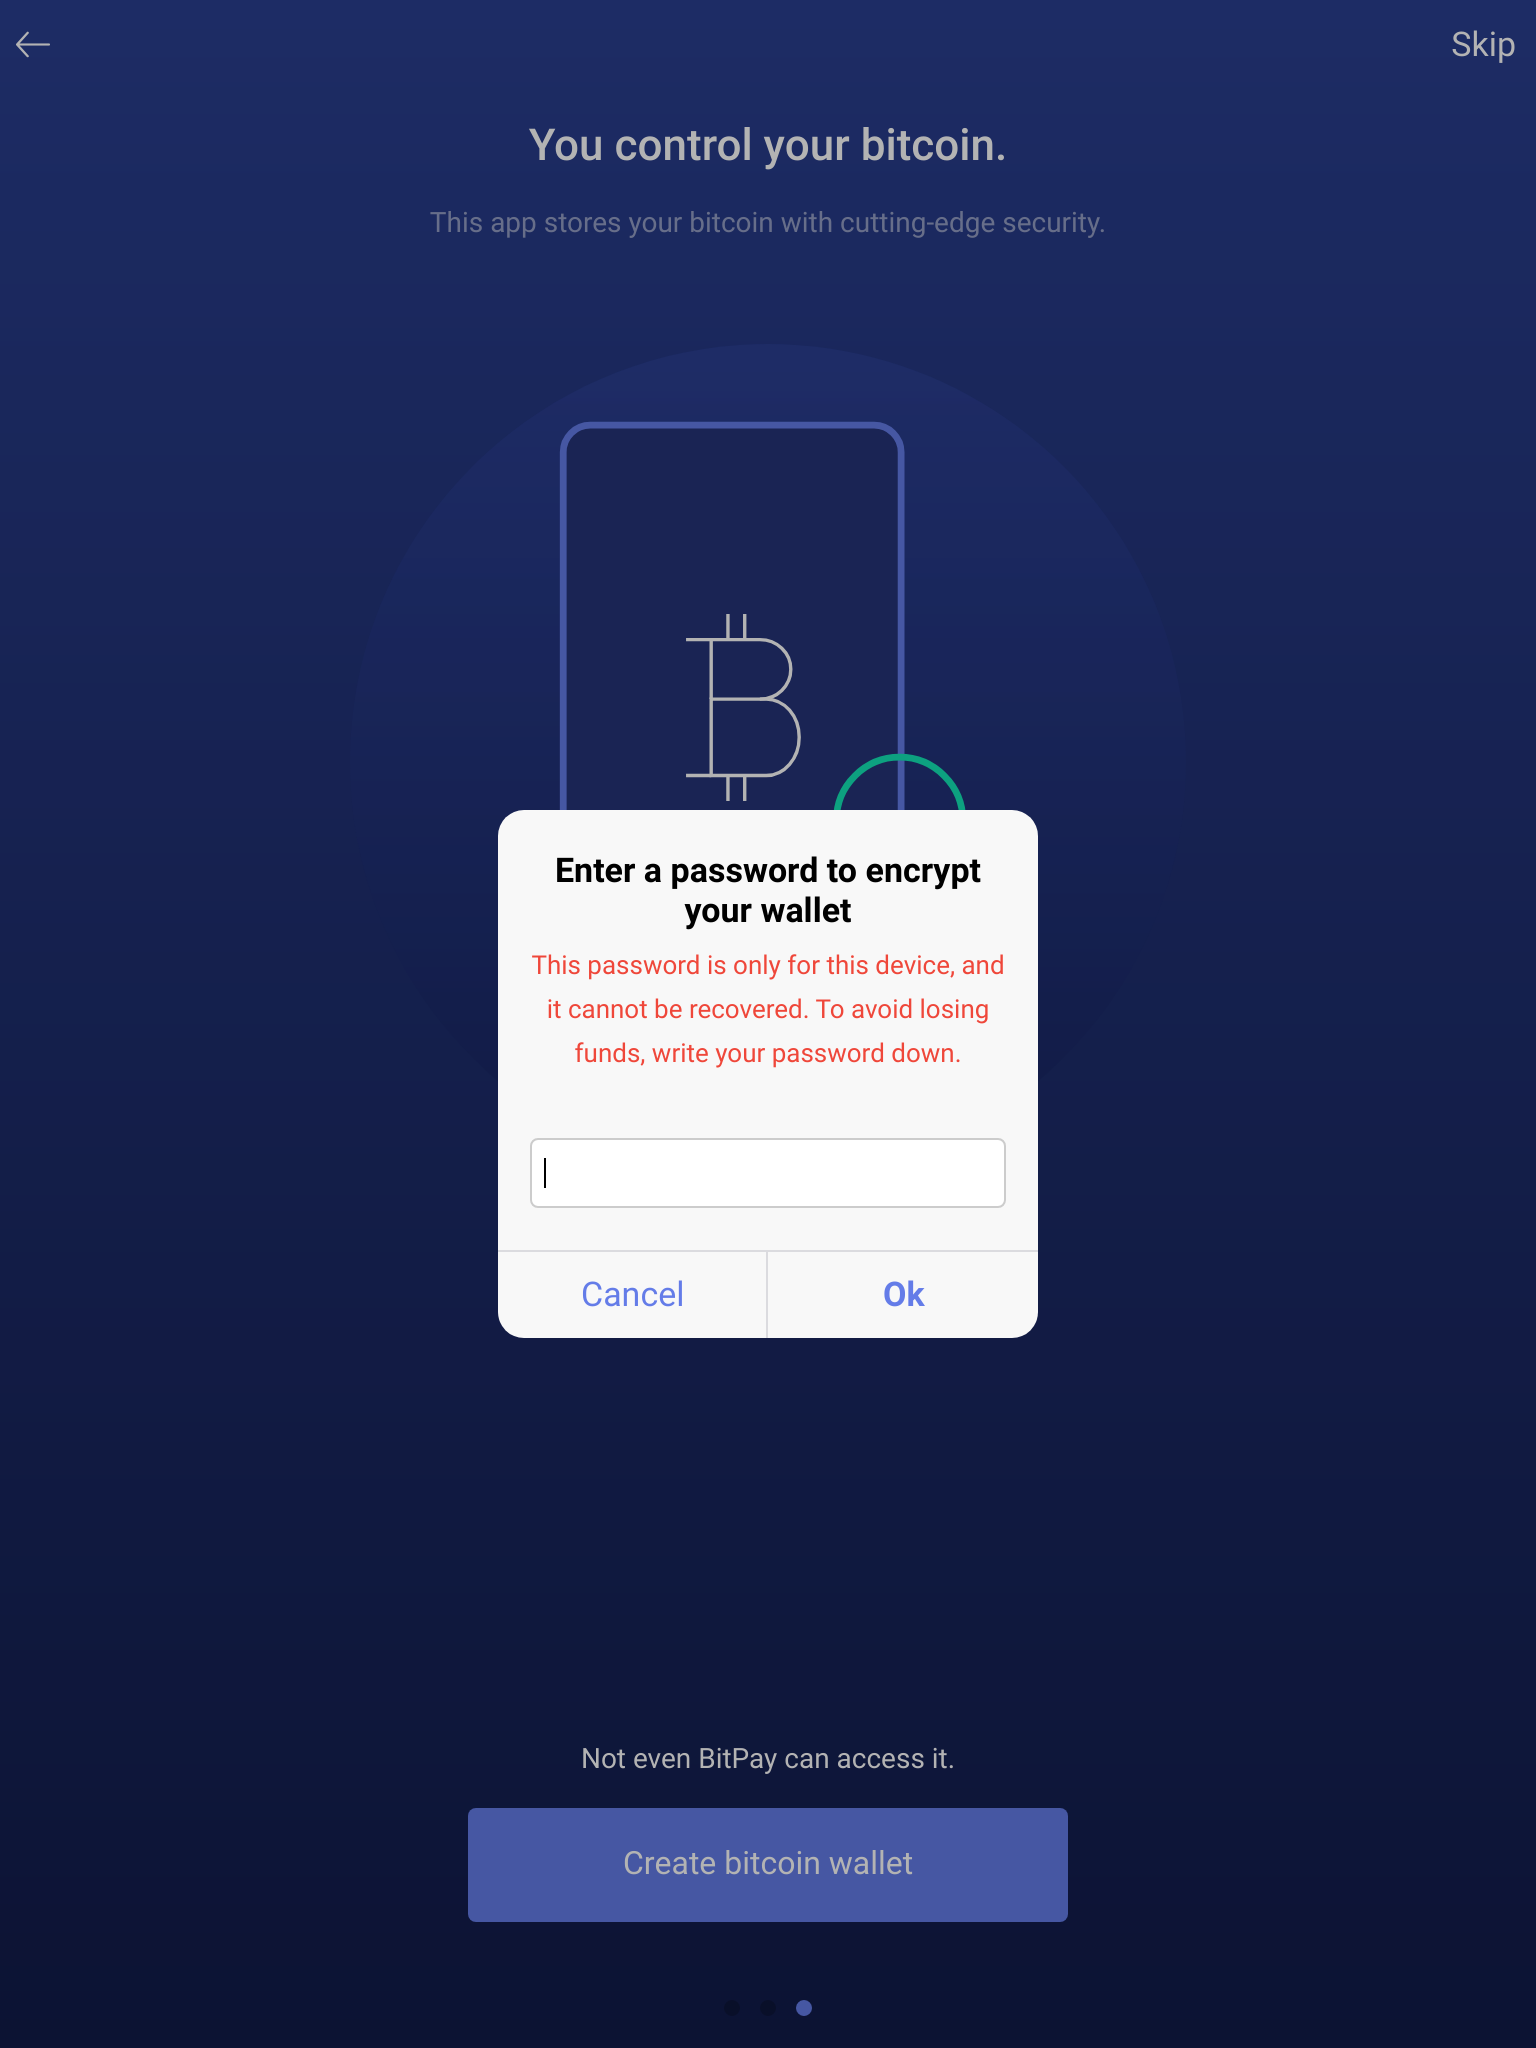 Skip
You control your bitcoin.
This app stores your bitcoin with cutting-edge security.
Enter a password to encrypt
your wallet
This password is only for this device, and
it cannot be recovered. To avoid losing
funds, write your password down.
Cancel
Ok
Not even BitPay can access it.
Create bitcoin wallet